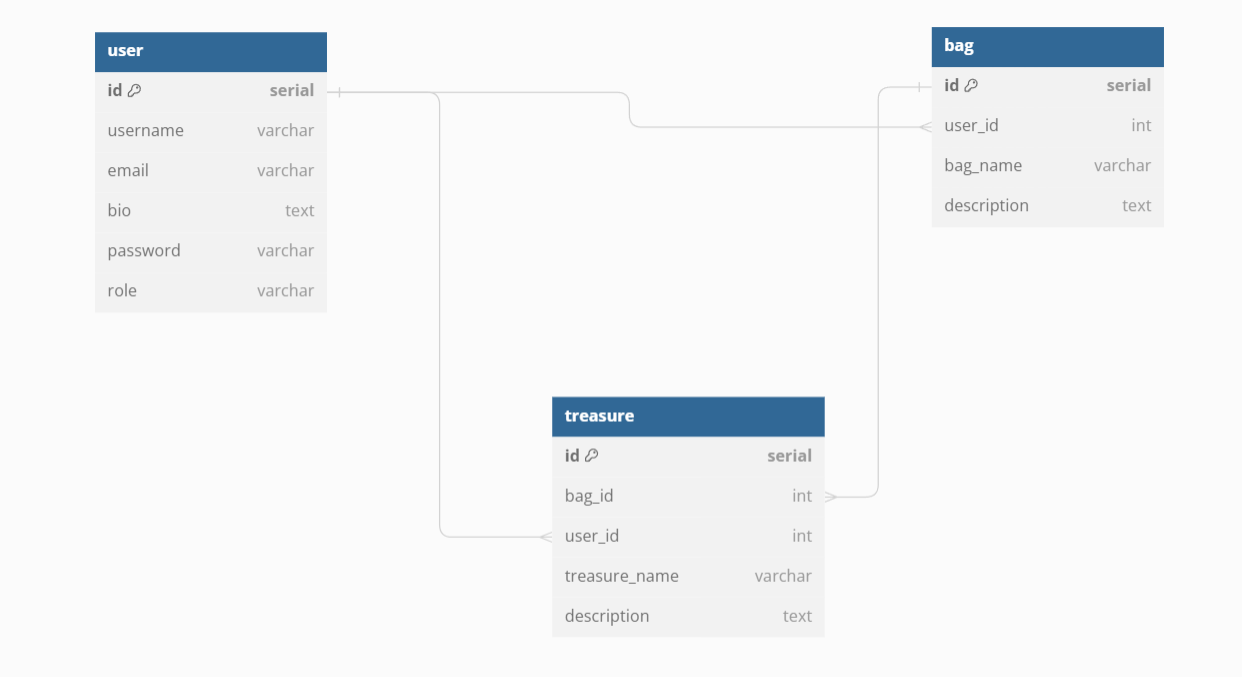 user
id serial
username varchar
email varchar
bio text
password varchar
role varchar
bag
id serial
user_id int
bag_name varchar
description text
treasure
id serial
bag_id int
user_id int
treasure_name varchar
description text